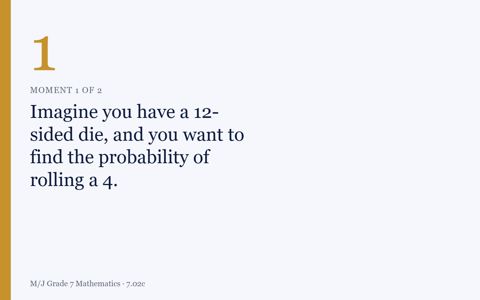 1
MOMENT 1 OF 2
Imagine you have a 12-
sided die, and you want to
find the probability of
rolling a 4.
M/J Grade 7 Mathematics · 7.02c